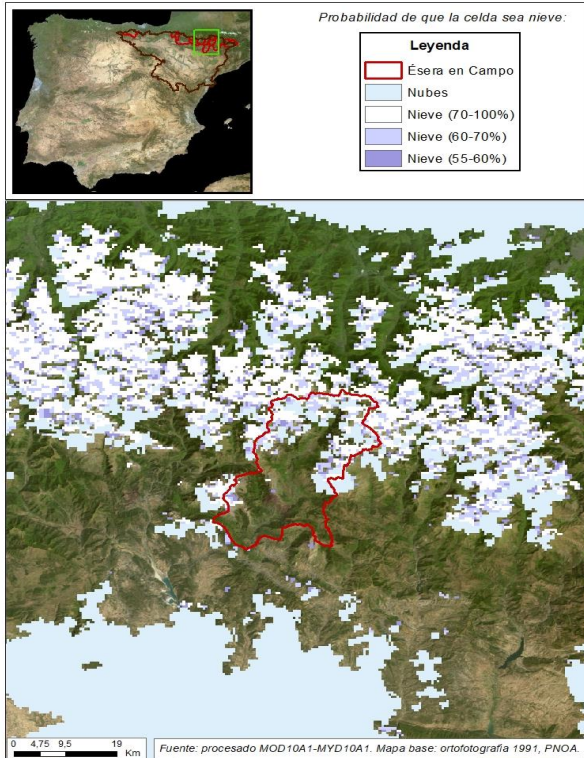 Probabilidad de que la celda sea nieve:
Leyenda
Ésera en Campo
Nubes
Nieve (70-100%)
Nieve (60-70%)
Nieve (55-60%)
0 4,75 9,5 19
Km
Fuente: procesado MOD10A1-MYD10A1. Mapa base: ortofotografía 1991, PNOA.